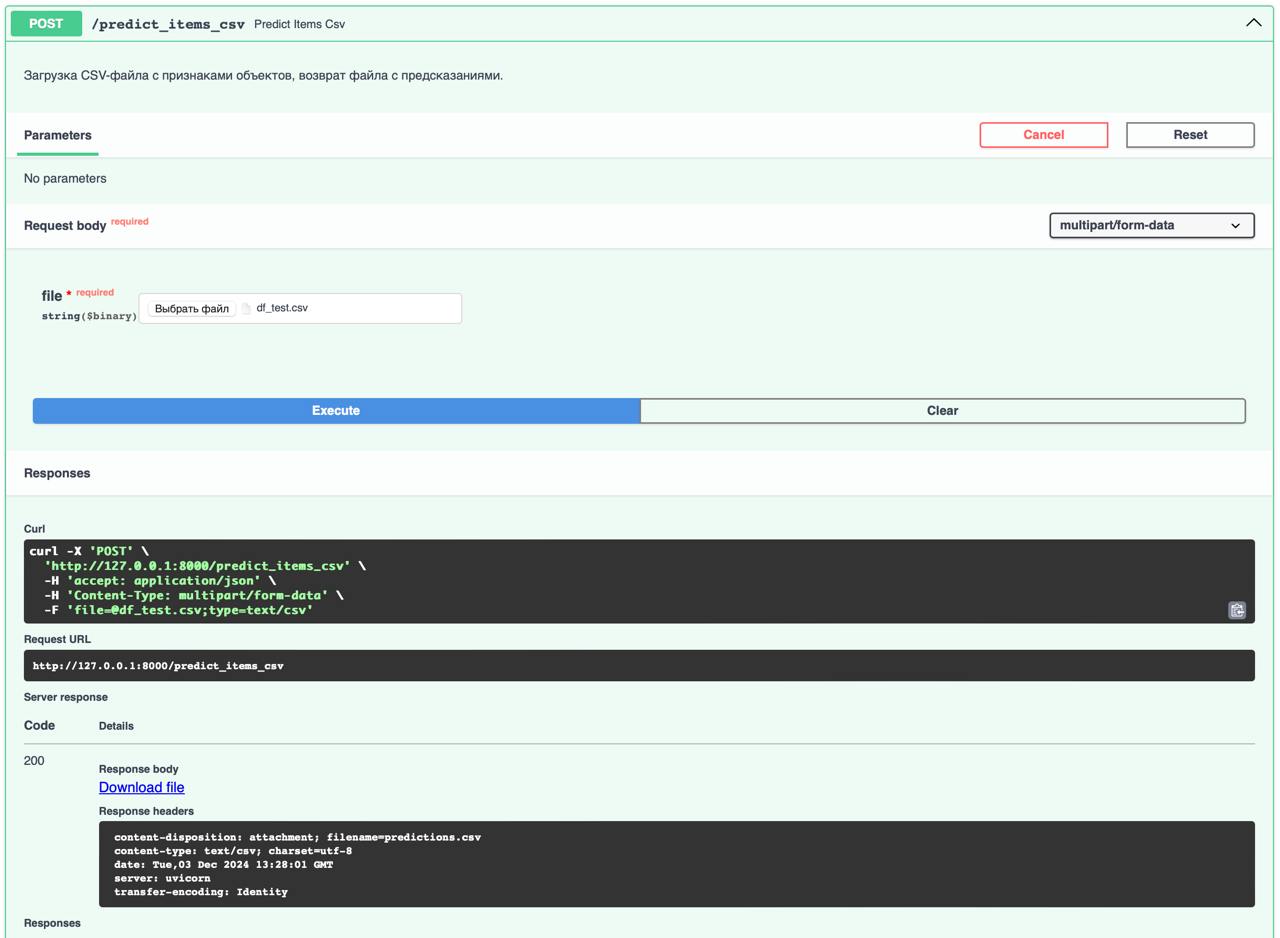 POST /predict_items_csv Predict Items Csv
Загрузка CSV-файла с признаками объектов, возврат файла с предсказаниями.
Parameters Cancel Reset
No parameters
Request body required multipart/form-data
file * required
string($binary) Выбрать файл df_test.csv
Execute Clear
Responses
Curl
curl -X 'POST' \
'http://127.0.0.1:8000/predict_items_csv' \
-H 'accept: application/json' \
-H 'Content-Type: multipart/form-data' \
-F 'file=@df_test.csv;type=text/csv'
Request URL
http://127.0.0.1:8000/predict_items_csv
Server response
Code Details
200
Response body
Download file
Response headers
content-disposition: attachment; filename=predictions.csv
content-type: text/csv; charset=utf-8
date: Tue,03 Dec 2024 13:28:01 GMT
server: uvicorn
transfer-encoding: Identity
Responses